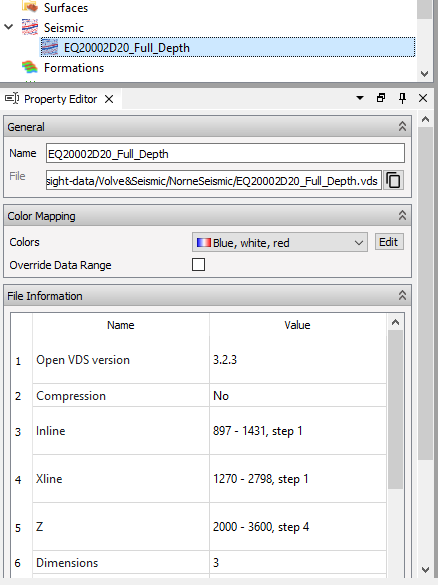 Surfaces
Seismic
EQ20002D20_Full_Depth
Formations
Property Editor
General
Name EQ20002D20_Full_Depth
File sight-data/Volve&Seismic/NorneSeismic/EQ20002D20_Full_Depth.vds
Color Mapping
Colors Blue, white, red Edit
Override Data Range
File Information
Name Value
1 Open VDS version 3.2.3
2 Compression No
3 Inline 897 - 1431, step 1
4 Xline 1270 - 2798, step 1
5 Z 2000 - 3600, step 4
6 Dimensions 3